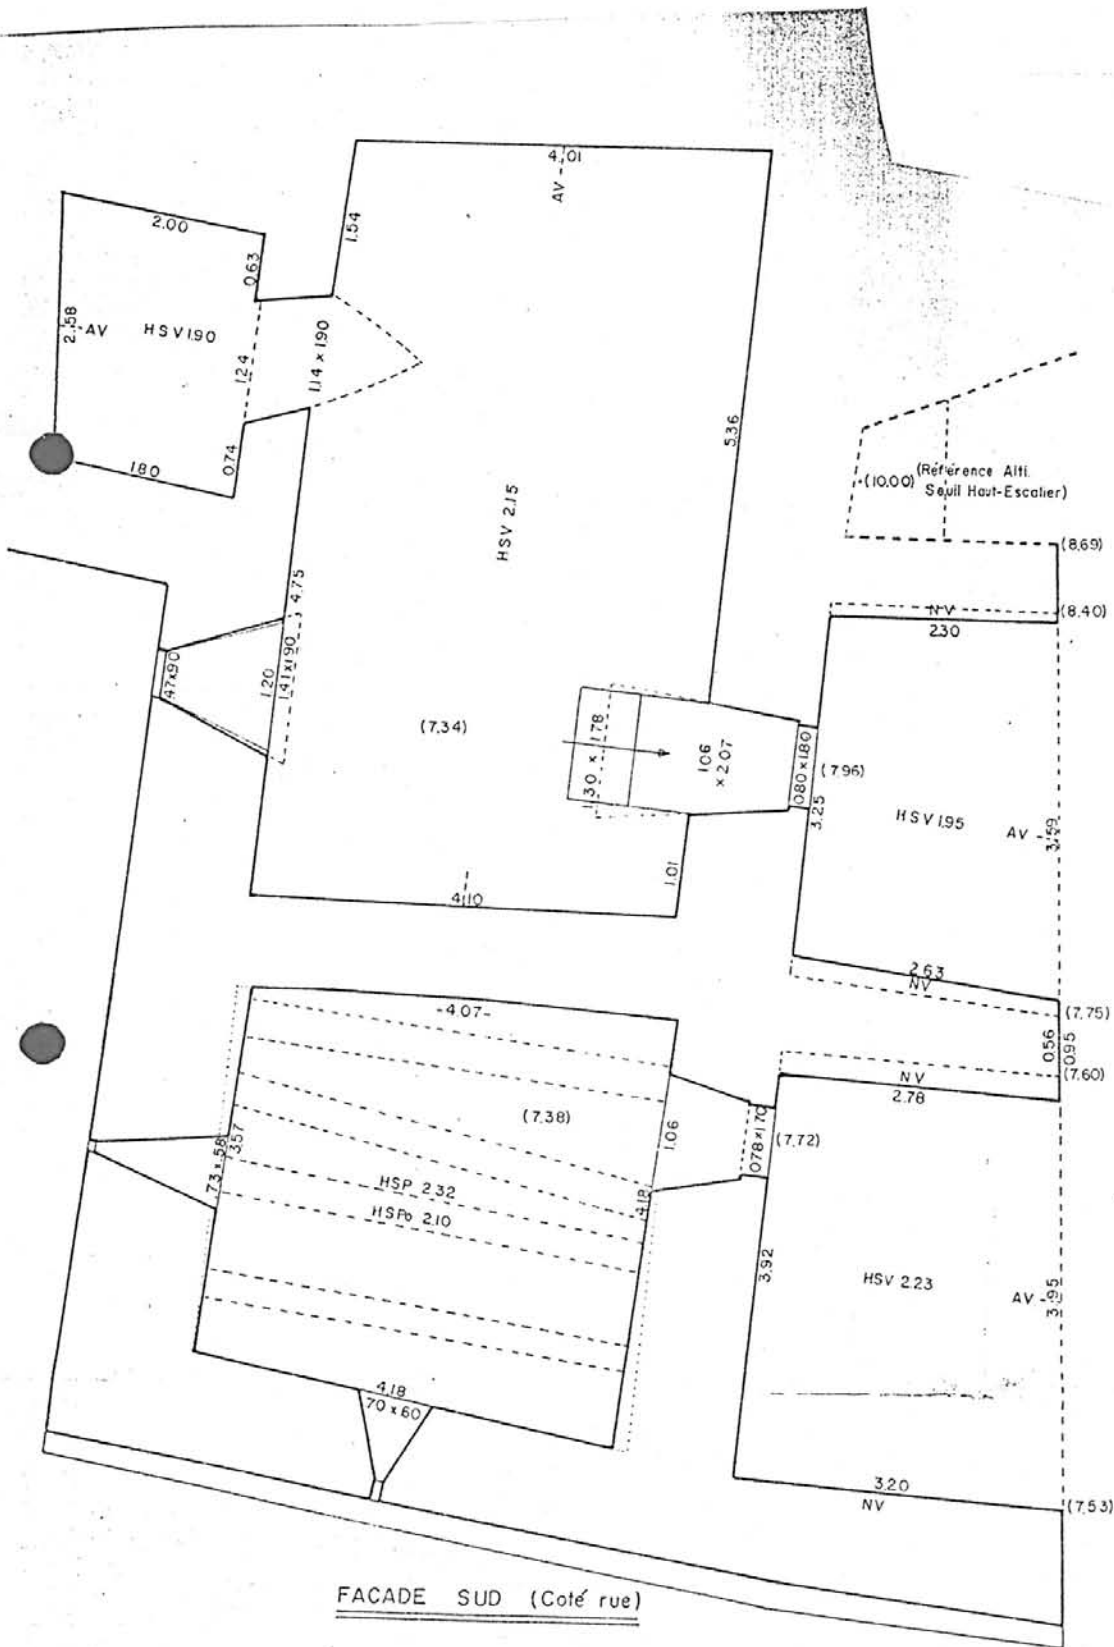 4,01
AV
1.54
2.00
0.63
2.58
AV
HSV 1.90
1.24
1.14 x 1.90
0.74
1.80
5.36
HSV 2.15
(10.00) (Référence Alti.
Seuil Haut-Escalier)
(8,69)
(8,40)
NV
2.30
4.75
1.20
1.41 x 1.90
47x90
(7,34)
1.30 x 1.78
1.06
x 2.07
0.80 x 1.80
(7,96)
3.25
HSV 1.95
AV
3.59
1.01
4.10
2.63
NV
(7,75)
0.56
0.95
(7,60)
NV
2.78
-4.07-
(7,38)
1.06
0.78 x 1.70
(7,72)
73 x 58
3.57
HSP 2.32
HSPo 2.10
4.18
3.92
HSV 2.23
AV
3.95
4.18
70 x 60
3.20
NV
(7,53)
FACADE SUD (Coté rue)